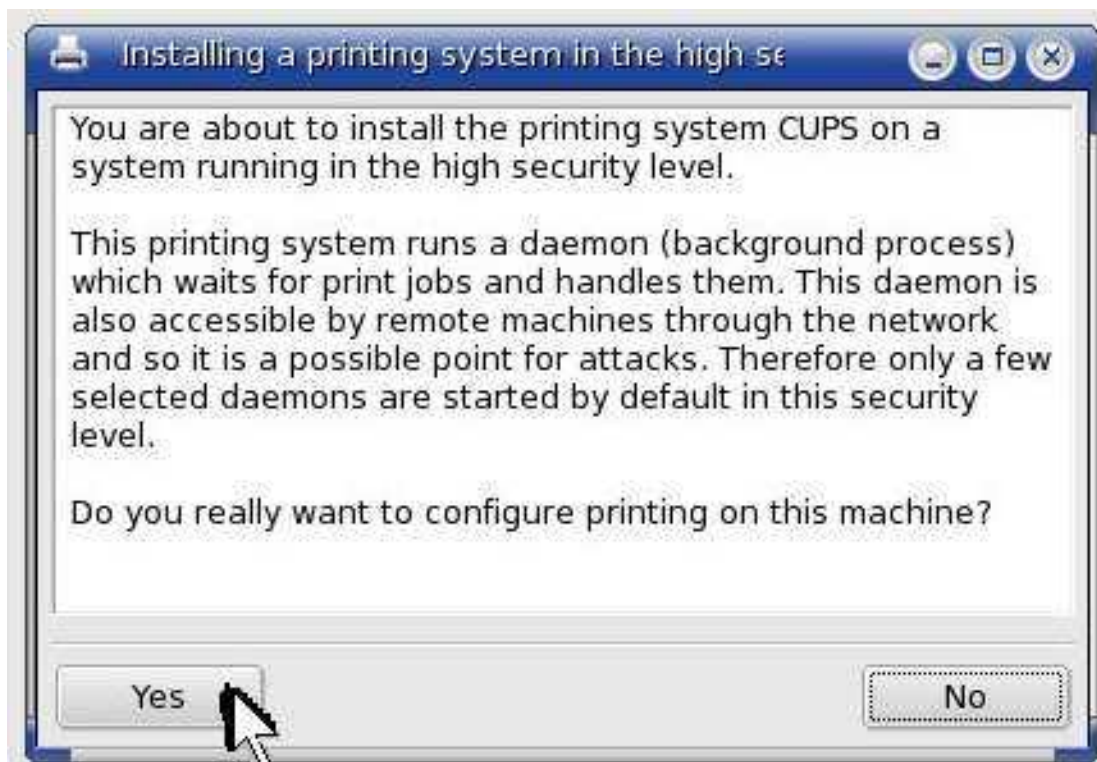 Installing a printing system in the high se
You are about to install the printing system CUPS on a
system running in the high security level.
This printing system runs a daemon (background process)
which waits for print jobs and handles them. This daemon is
also accessible by remote machines through the network
and so it is a possible point for attacks. Therefore only a few
selected daemons are started by default in this security
level.
Do you really want to configure printing on this machine?
Yes
No